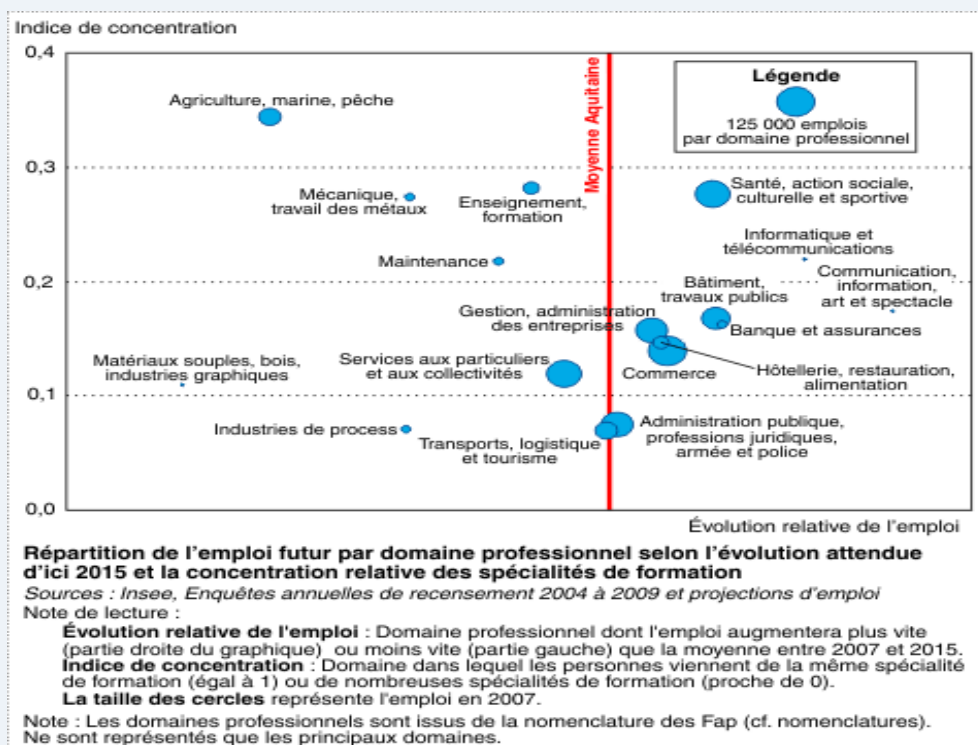 Indice de concentration
0,4
Légende
125 000 emplois
par domaine professionnel
Moyenne Aquitaine
Agriculture, marine, pêche
0,3
Mécanique,
travail des métaux
Enseignement,
formation
Santé, action sociale,
culturelle et sportive
Informatique et
télécommunications
Maintenance
Communication,
information,
art et spectacle
0,2
Bâtiment,
travaux publics
Gestion, administration
des entreprises
Banque et assurances
Matériaux souples, bois,
industries graphiques
Services aux particuliers
et aux collectivités
Commerce
Hôtellerie, restauration,
alimentation
0,1
Industries de process
Transports, logistique
et tourisme
Administration publique,
professions juridiques,
armée et police
0,0
Évolution relative de l'emploi
Répartition de l'emploi futur par domaine professionnel selon l'évolution attendue
d'ici 2015 et la concentration relative des spécialités de formation
Sources : Insee, Enquêtes annuelles de recensement 2004 à 2009 et projections d'emploi
Note de lecture :
Évolution relative de l'emploi : Domaine professionnel dont l'emploi augmentera plus vite
(partie droite du graphique) ou moins vite (partie gauche) que la moyenne entre 2007 et 2015.
Indice de concentration : Domaine dans lequel les personnes viennent de la même spécialité
de formation (égal à 1) ou de nombreuses spécialités de formation (proche de 0).
La taille des cercles représente l'emploi en 2007.
Note : Les domaines professionnels sont issus de la nomenclature des Fap (cf. nomenclatures).
Ne sont représentés que les principaux domaines.